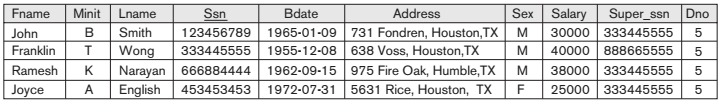 Fname Minit Lname Ssn Bdate Address Sex Salary Super_ssn Dno
John B Smith 123456789 1965-01-09 731 Fondren, Houston,TX M 30000 333445555 5
Franklin T Wong 333445555 1955-12-08 638 Voss, Houston,TX M 40000 888665555 5
Ramesh K Narayan 666884444 1962-09-15 975 Fire Oak, Humble,TX M 38000 333445555 5
Joyce A English 453453453 1972-07-31 5631 Rice, Houston, TX F 25000 333445555 5